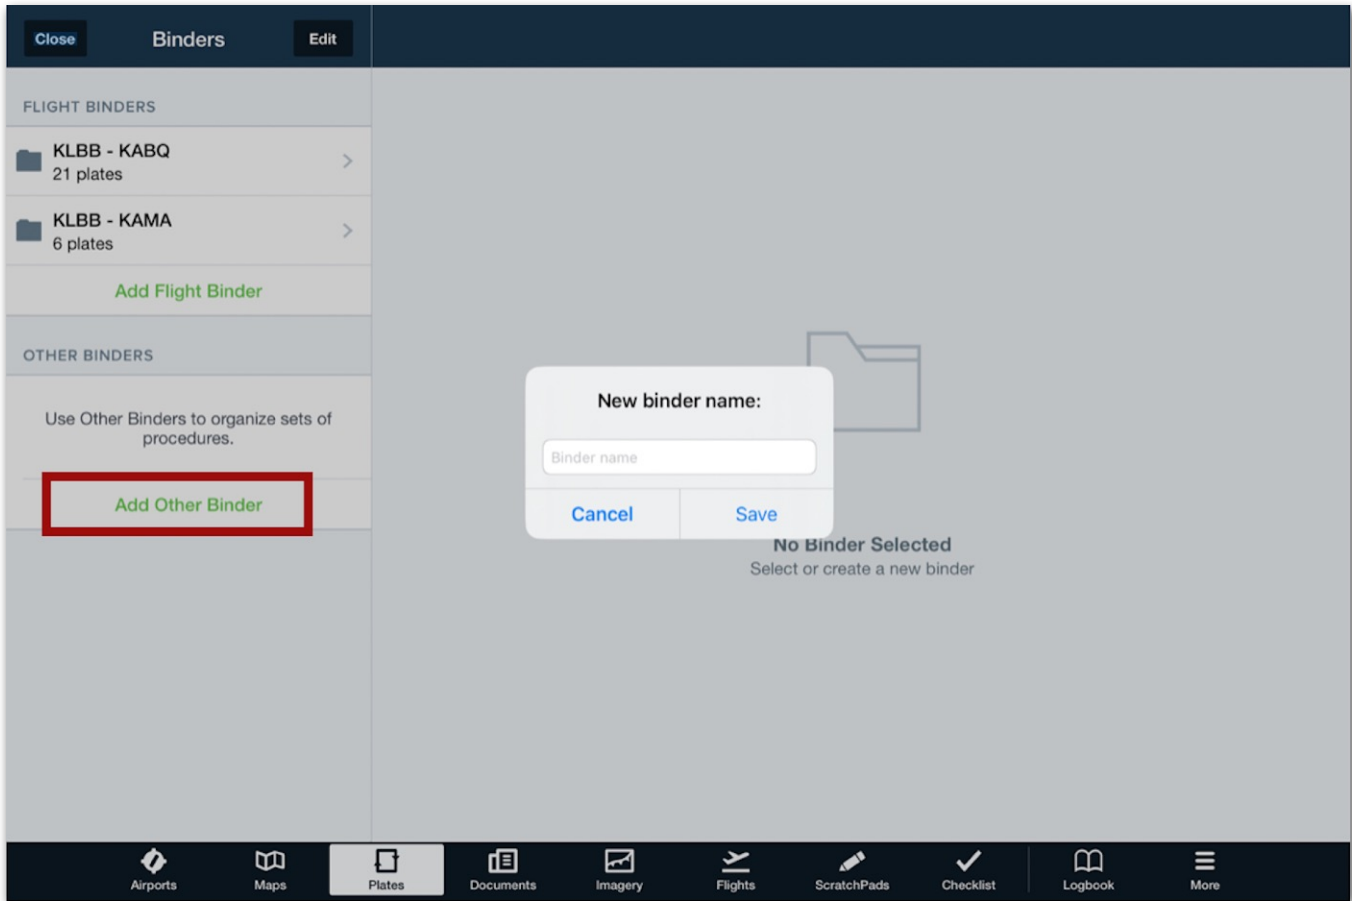 Close
Binders
Edit
FLIGHT BINDERS
KLBB - KABQ
21 plates
KLBB - KAMA
6 plates
Add Flight Binder
OTHER BINDERS
Use Other Binders to organize sets of
procedures.
Add Other Binder
New binder name:
Binder name
Cancel
Save
No Binder Selected
Select or create a new binder
Airports
Maps
Plates
Documents
Imagery
Flights
ScratchPads
Checklist
Logbook
More